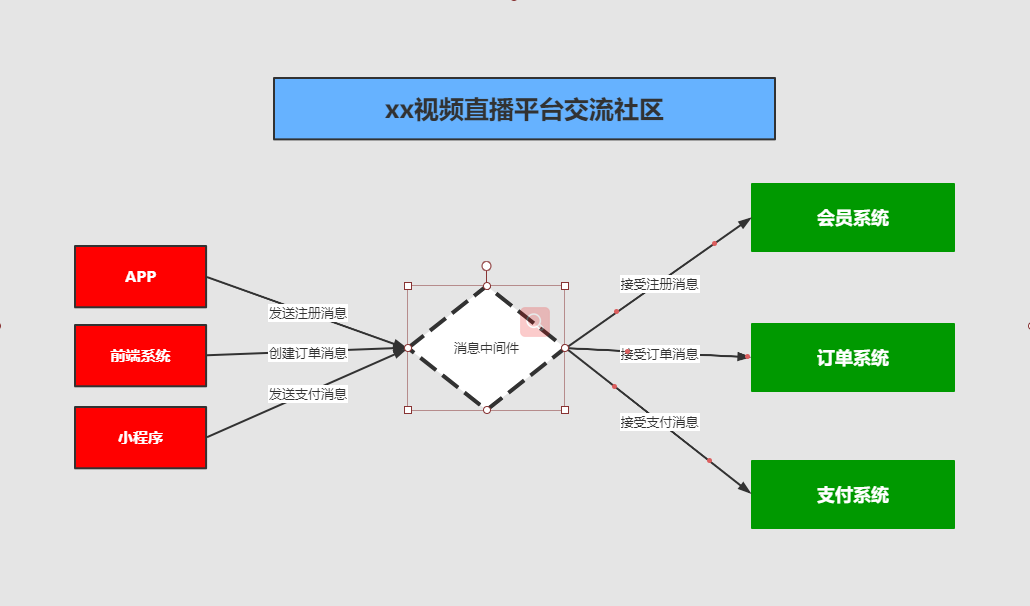 xx视频直播平台交流社区
APP
前端系统
小程序
发送注册消息
创建订单消息
发送支付消息
消息中间件
接受注册消息
接受订单消息
接受支付消息
会员系统
订单系统
支付系统